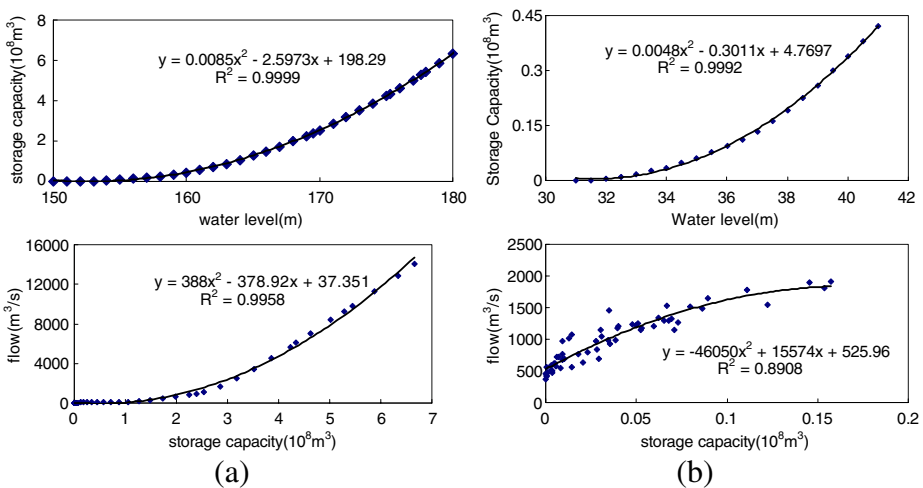 storage capacity(10⁸m³)
8
6
4
2
0
y = 0.0085x² - 2.5973x + 198.29
R² = 0.9999
150 160 170 180
water level(m)
Storage Capacity(10⁸m³)
0.45
0.3
0.15
0
y = 0.0048x² - 0.3011x + 4.7697
R² = 0.9992
30 32 34 36 38 40 42
Water level(m)
flow(m³/s)
16000
12000
8000
4000
0
y = 388x² - 378.92x + 37.351
R² = 0.9958
0 1 2 3 4 5 6 7
storage capacity(10⁸m³)
(a)
flow(m³/s)
2500
2000
1500
1000
500
0
y = -46050x² + 15574x + 525.96
R² = 0.8908
0 0.05 0.1 0.15 0.2
storage capacity(10⁸m³)
(b)